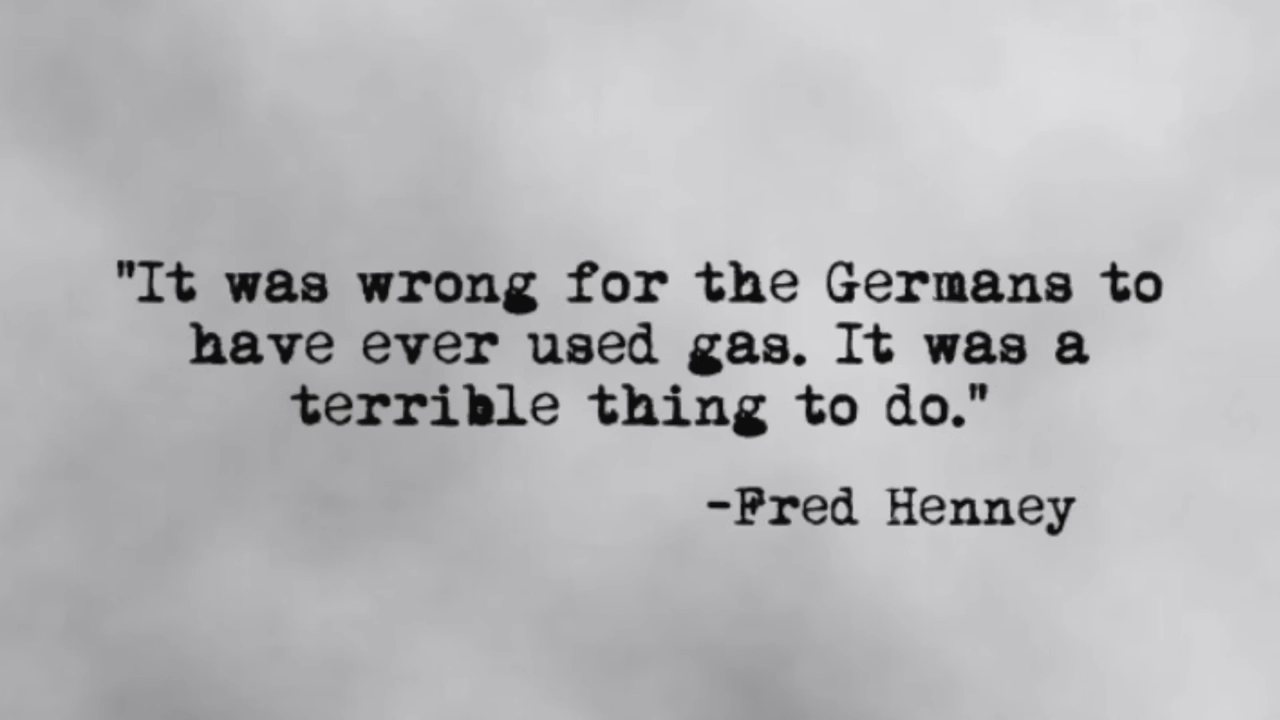 "It was wrong for the Germans to
have ever used gas. It was a
terrible thing to do."
-Fred Henney